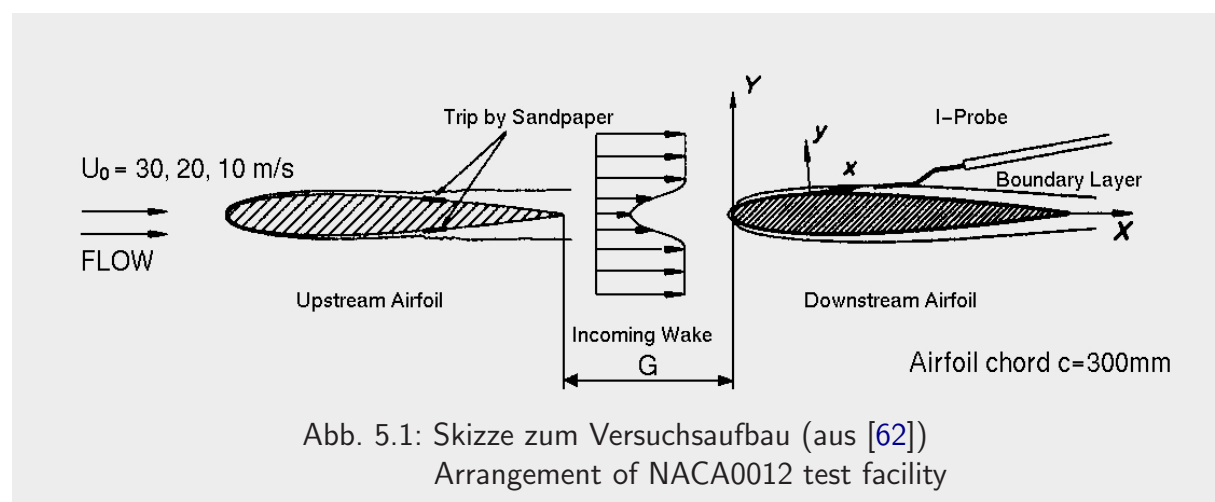 Y
Trip by Sandpaper
I-Probe
y
U₀ = 30, 20, 10 m/s
x
Boundary Layer
FLOW
X
Upstream Airfoil
Downstream Airfoil
Incoming Wake
G
Airfoil chord c=300mm
Abb. 5.1: Skizze zum Versuchsaufbau (aus [62])
Arrangement of NACA0012 test facility